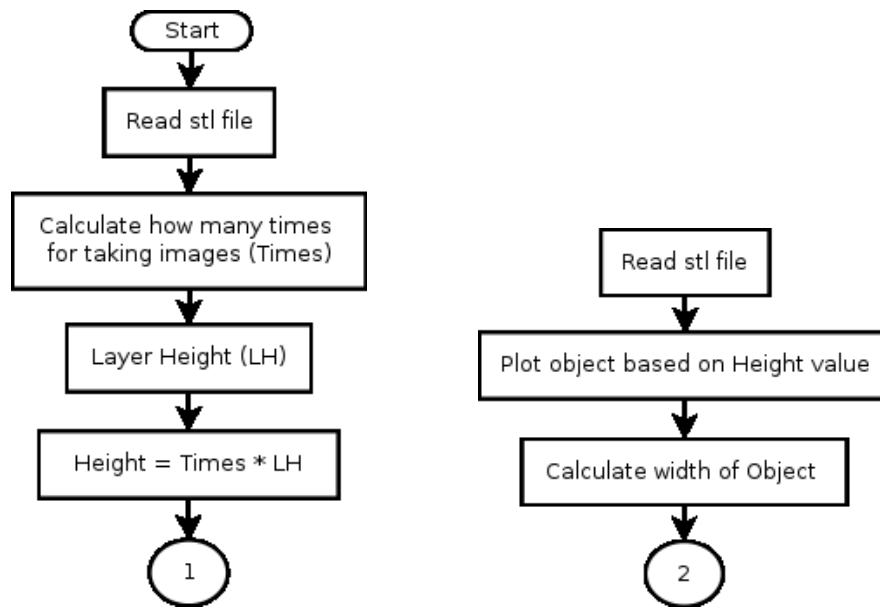 Start
Read stl file
Calculate how many times
for taking images (Times)
Layer Height (LH)
Height = Times * LH
1
Read stl file
Plot object based on Height value
Calculate width of Object
2